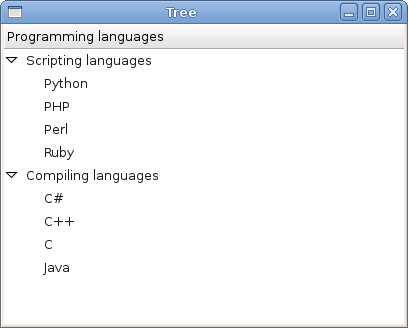 Tree
Programming languages
Scripting languages
Python
PHP
Perl
Ruby
Compiling languages
C#
C++
C
Java